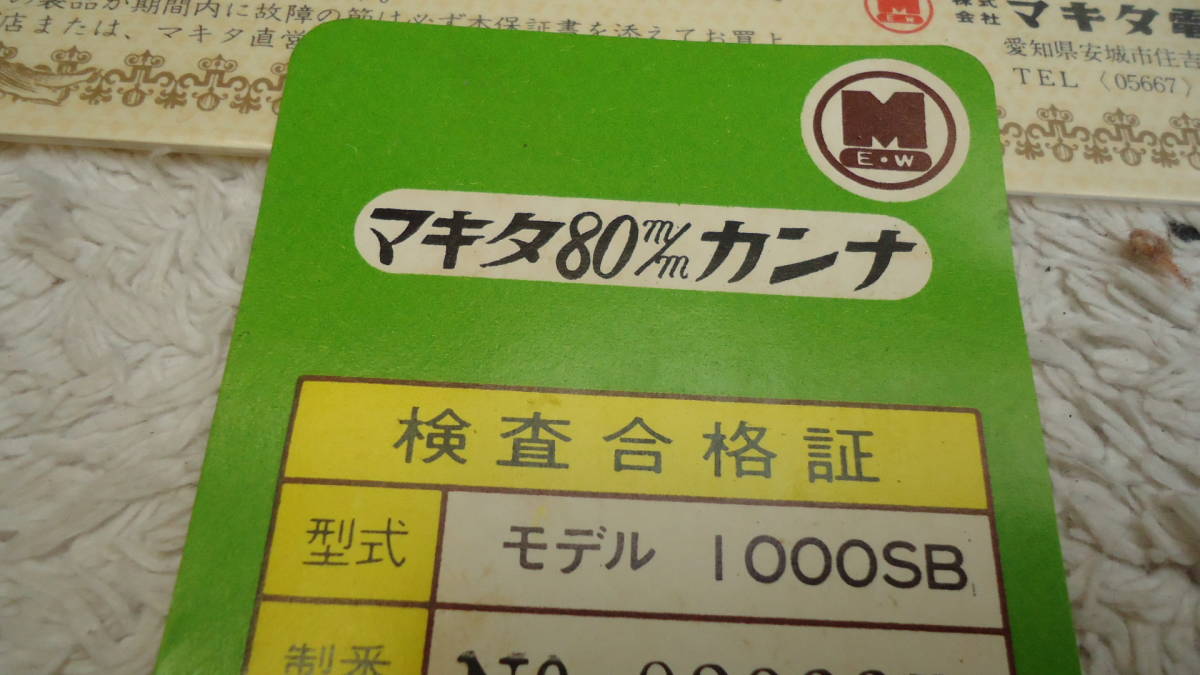 製品が期間内に故障の節は必ず本保証書を添えてお買上
店または、マキタ直営
株式会社 マキタ電
愛知県安城市住吉
TEL〈05667〉
M
E・W
マキタ80m/mカンナ
検査合格証
型式 モデル 1000SB
製番 No